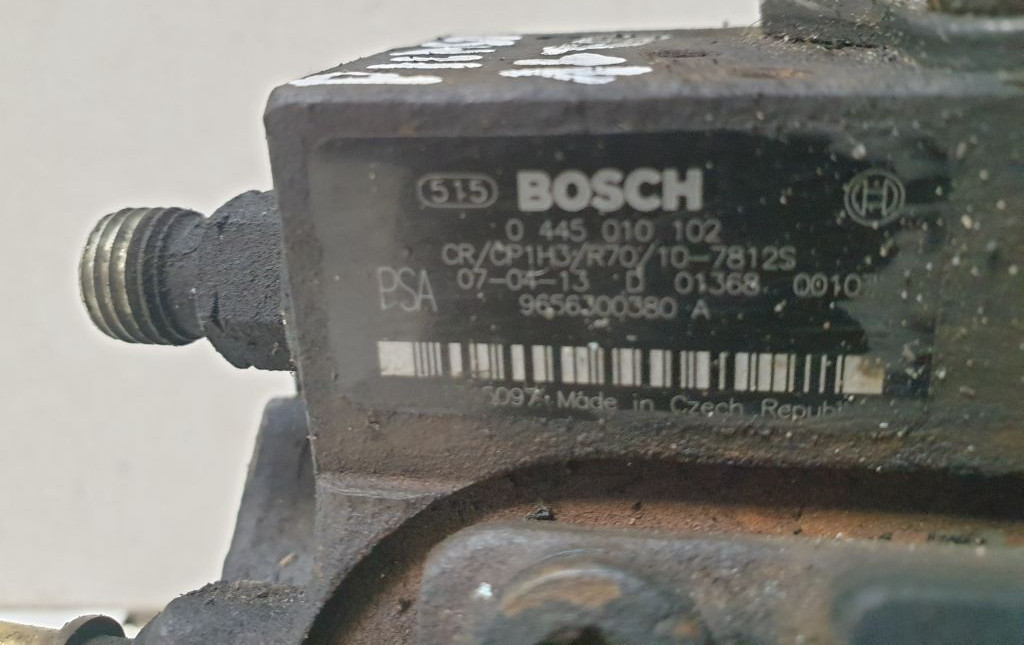 515 BOSCH
0 445 010 102
CR/CP1H3/R70/10-7812S
PSA 07-04-13 D 01368 0010
9656300380 A
Made in Czech